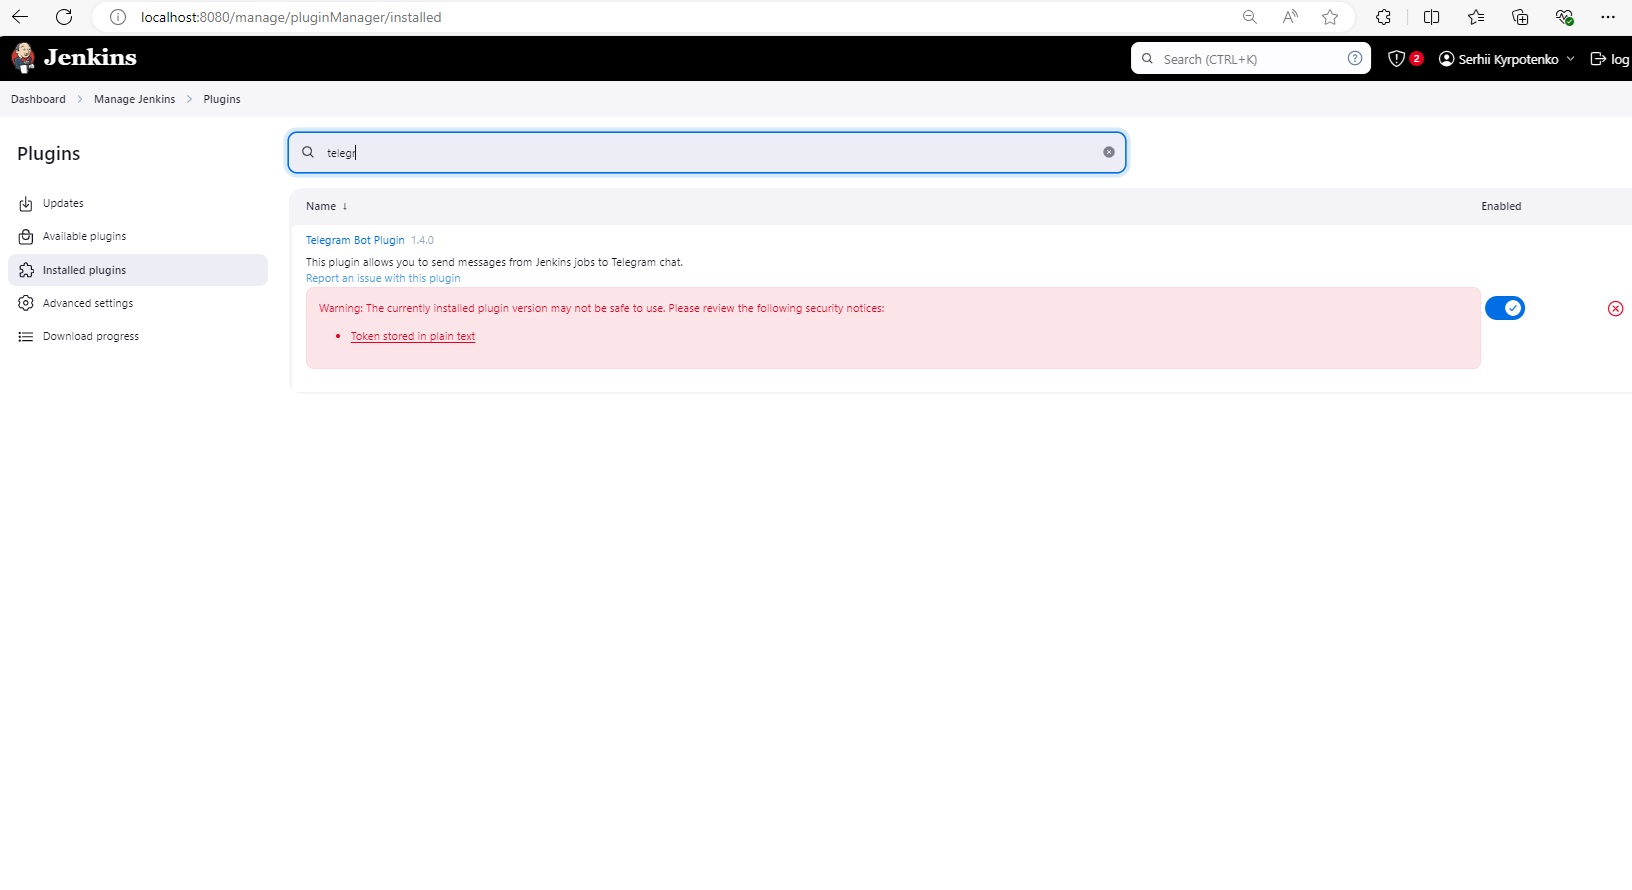 localhost:8080/manage/pluginManager/installed
Jenkins
Search (CTRL+K)
2
Serhii Kyrpotenko
log
Dashboard
Manage Jenkins
Plugins
Plugins
telegr
Updates
Available plugins
Installed plugins
Advanced settings
Download progress
Name ↓
Enabled
Telegram Bot Plugin 1.4.0
This plugin allows you to send messages from Jenkins jobs to Telegram chat.
Report an issue with this plugin
Warning: The currently installed plugin version may not be safe to use. Please review the following security notices:
• Token stored in plain text